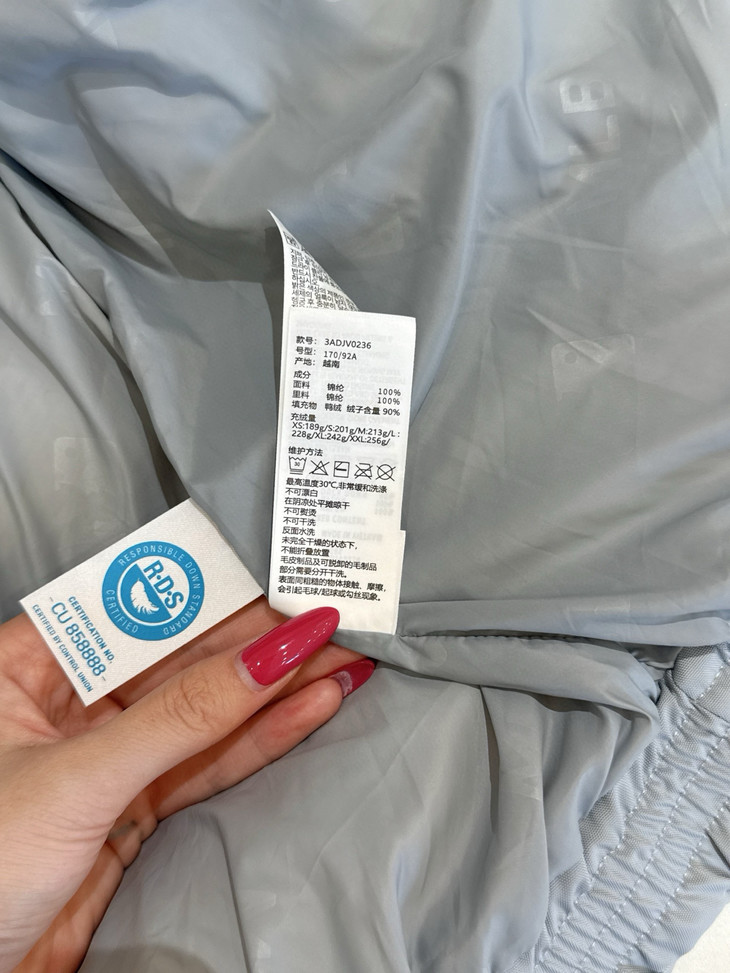 LB
款号: 3ADJV0236
号型: 170/92A
产地: 越南
成分
面料 锦纶 100%
里料 锦纶 100%
填充物 鸭绒 绒子含量 90%
充绒量
XS:189g/S:201g/M:213g/L:
228g/XL:242g/XXL:256g/
维护方法
30
最高温度30℃,非常缓和洗涤
不可漂白
在阴凉处平摊晾干
不可熨烫
不可干洗
反面水洗
未完全干燥的状态下,
不能折叠放置
毛皮制品及可脱卸的毛制品
部分需要分开干洗。
表面同粗糙的物体接触、摩擦,
会引起毛球/起球或勾丝现象。
RESPONSIBLE DOWN STANDARD
R·D·S
CERTIFIED
CERTIFICATION NO.
- CU 858888 -
CERTIFIED BY CONTROL UNION